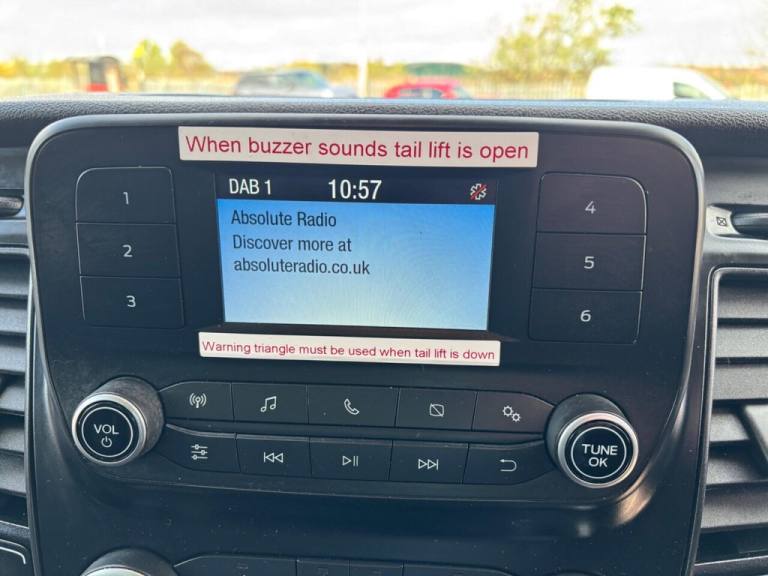 When buzzer sounds tail lift is open
DAB 1 10:57
Absolute Radio
Discover more at
absoluteradio.co.uk
1
2
3
4
5
6
Warning triangle must be used when tail lift is down
VOL
TUNE
OK